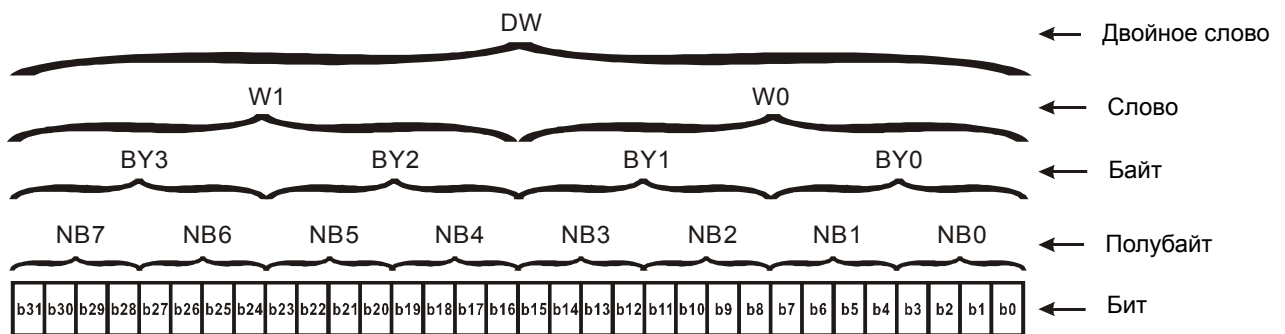 DW
Двойное слово
W1 W0
Слово
BY3 BY2 BY1 BY0
Байт
NB7 NB6 NB5 NB4 NB3 NB2 NB1 NB0
Полубайт
b31 b30 b29 b28 b27 b26 b25 b24 b23 b22 b21 b20 b19 b18 b17 b16 b15 b14 b13 b12 b11 b10 b9 b8 b7 b6 b5 b4 b3 b2 b1 b0
Бит